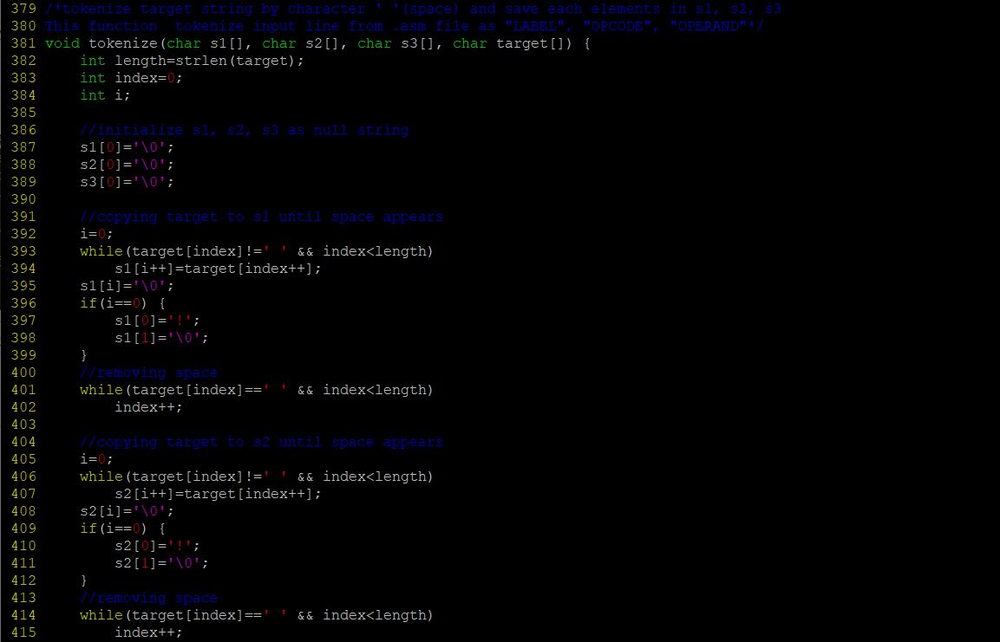 379 /*tokenize target string by character ' '(space) and save each elements in s1, s2, s3
380 This function  tokenize input line from .asm file as "LABEL", "OPCODE", "OPERAND"*/
381 void tokenize(char s1[], char s2[], char s3[], char target[]) {
382     int length=strlen(target);
383     int index=0;
384     int i;
385
386     //initialize s1, s2, s3 as null string
387     s1[0]='\0';
388     s2[0]='\0';
389     s3[0]='\0';
390
391     //copying target to s1 until space appears
392     i=0;
393     while(target[index]!=' ' && index<length)
394         s1[i++]=target[index++];
395     s1[i]='\0';
396     if(i==0) {
397         s1[0]='!';
398         s1[1]='\0';
399     }
400     //removing space
401     while(target[index]==' ' && index<length)
402         index++;
403
404     //copying target to s2 until space appears
405     i=0;
406     while(target[index]!=' ' && index<length)
407         s2[i++]=target[index++];
408     s2[i]='\0';
409     if(i==0) {
410         s2[0]='!';
411         s2[1]='\0';
412     }
413     //removing space
414     while(target[index]==' ' && index<length)
415         index++;